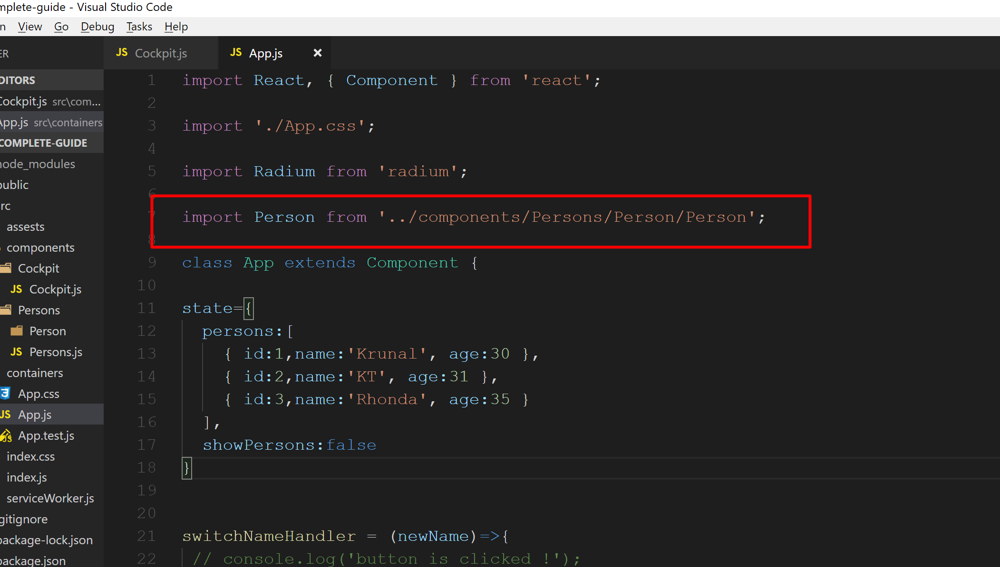 mplete-guide - Visual Studio Code
n View Go Debug Tasks Help
ER
JS Cockpit.js
JS App.js ×
DITORS
Cockpit.js src\com...
App.js src\containers
COMPLETE-GUIDE
node_modules
public
rc
assests
components
Cockpit
JS Cockpit.js
Persons
Person
JS Persons.js
containers
App.css
JS App.js
App.test.js
index.css
index.js
serviceWorker.js
gitignore
package-lock.json
package.json
1 import React, { Component } from 'react';
2
3 import './App.css';
4
5 import Radium from 'radium';
6
7 import Person from '../components/Persons/Person/Person';
8
9 class App extends Component {
10
11 state={
12 persons:[
13 { id:1,name:'Krunal', age:30 },
14 { id:2,name:'KT', age:31 },
15 { id:3,name:'Rhonda', age:35 }
16 ],
17 showPersons:false
18 }
19
20
21 switchNameHandler = (newName)=>{
22 // console.log('button is clicked !');